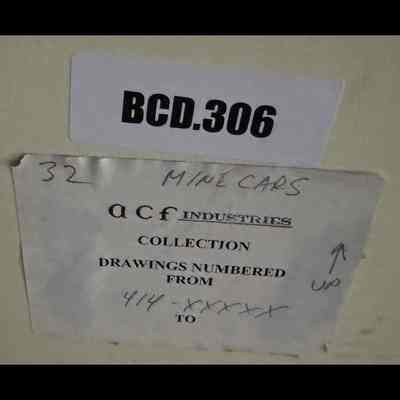 BCD.306
32 MINE CARS
acf INDUSTRIES
COLLECTION
DRAWINGS NUMBERED
FROM
414-XXXXX
TO
UP